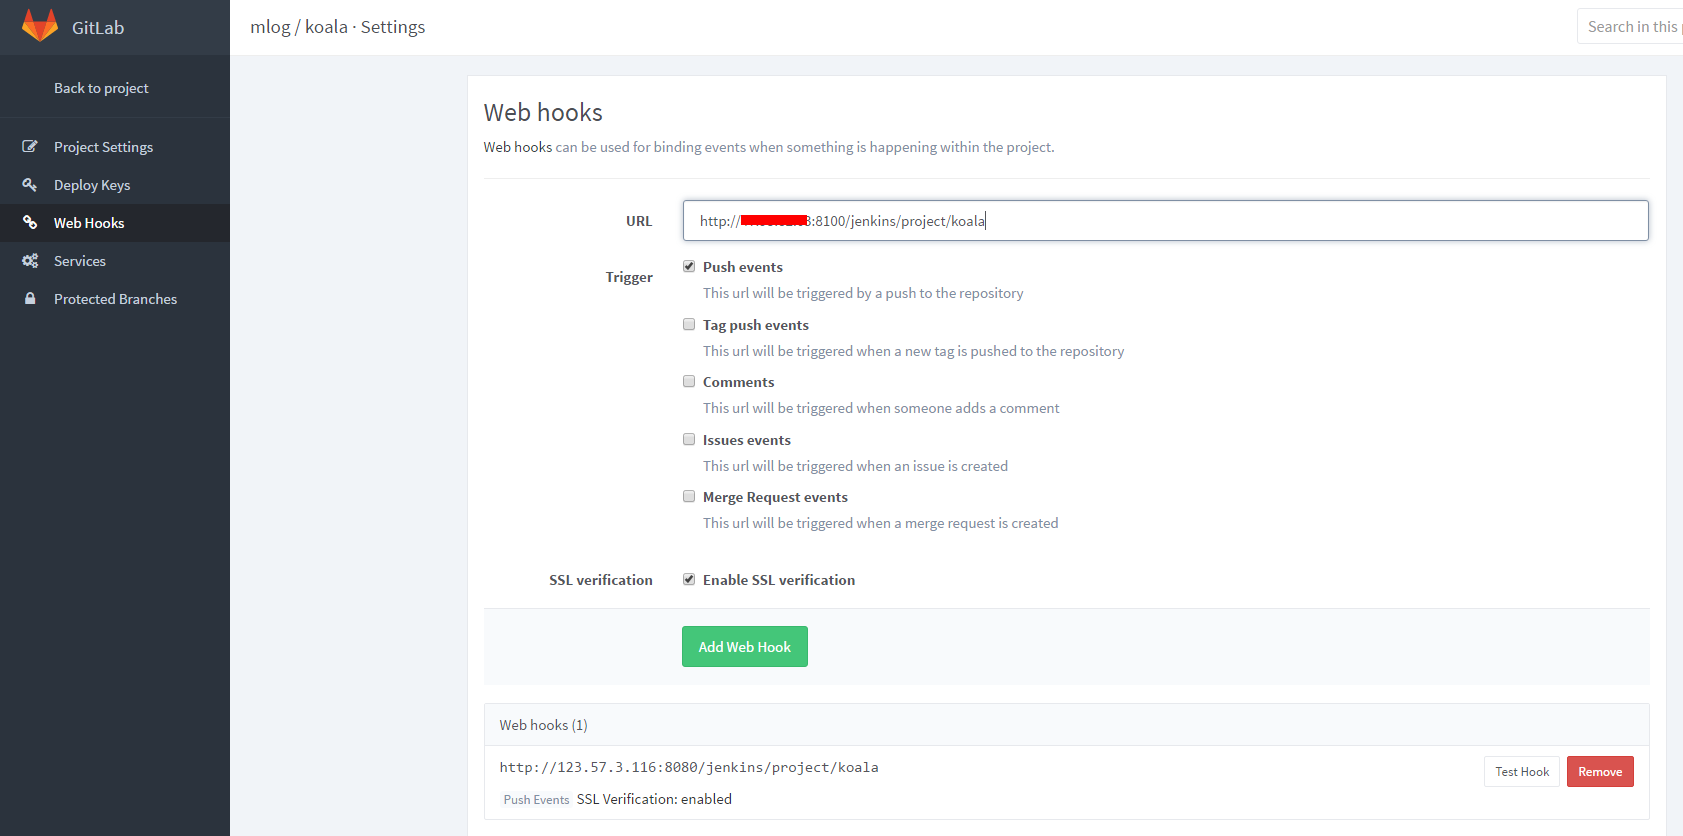 GitLab
mlog / koala · Settings
Search in this
Back to project
Project Settings
Deploy Keys
Web Hooks
Services
Protected Branches
Web hooks
Web hooks can be used for binding events when something is happening within the project.
URL
http:// 3:8100/jenkins/project/koala
Trigger
Push events
This url will be triggered by a push to the repository
Tag push events
This url will be triggered when a new tag is pushed to the repository
Comments
This url will be triggered when someone adds a comment
Issues events
This url will be triggered when an issue is created
Merge Request events
This url will be triggered when a merge request is created
SSL verification
Enable SSL verification
Add Web Hook
Web hooks (1)
http://123.57.3.116:8080/jenkins/project/koala
Test Hook
Remove
Push Events SSL Verification: enabled